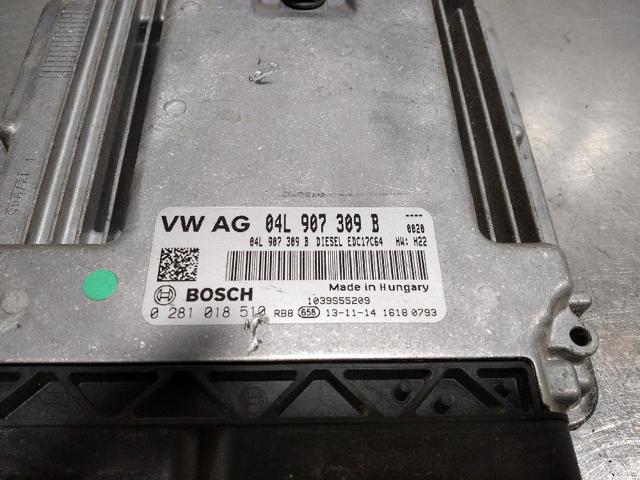 VW AG 04L 907 309 B ---- 0020
04L 907 309 B DIESEL EDC17C64 HW: H22
Made in Hungary
BOSCH 1039S55209
0 281 018 510 RB8 65B 13-11-14 1618 0793